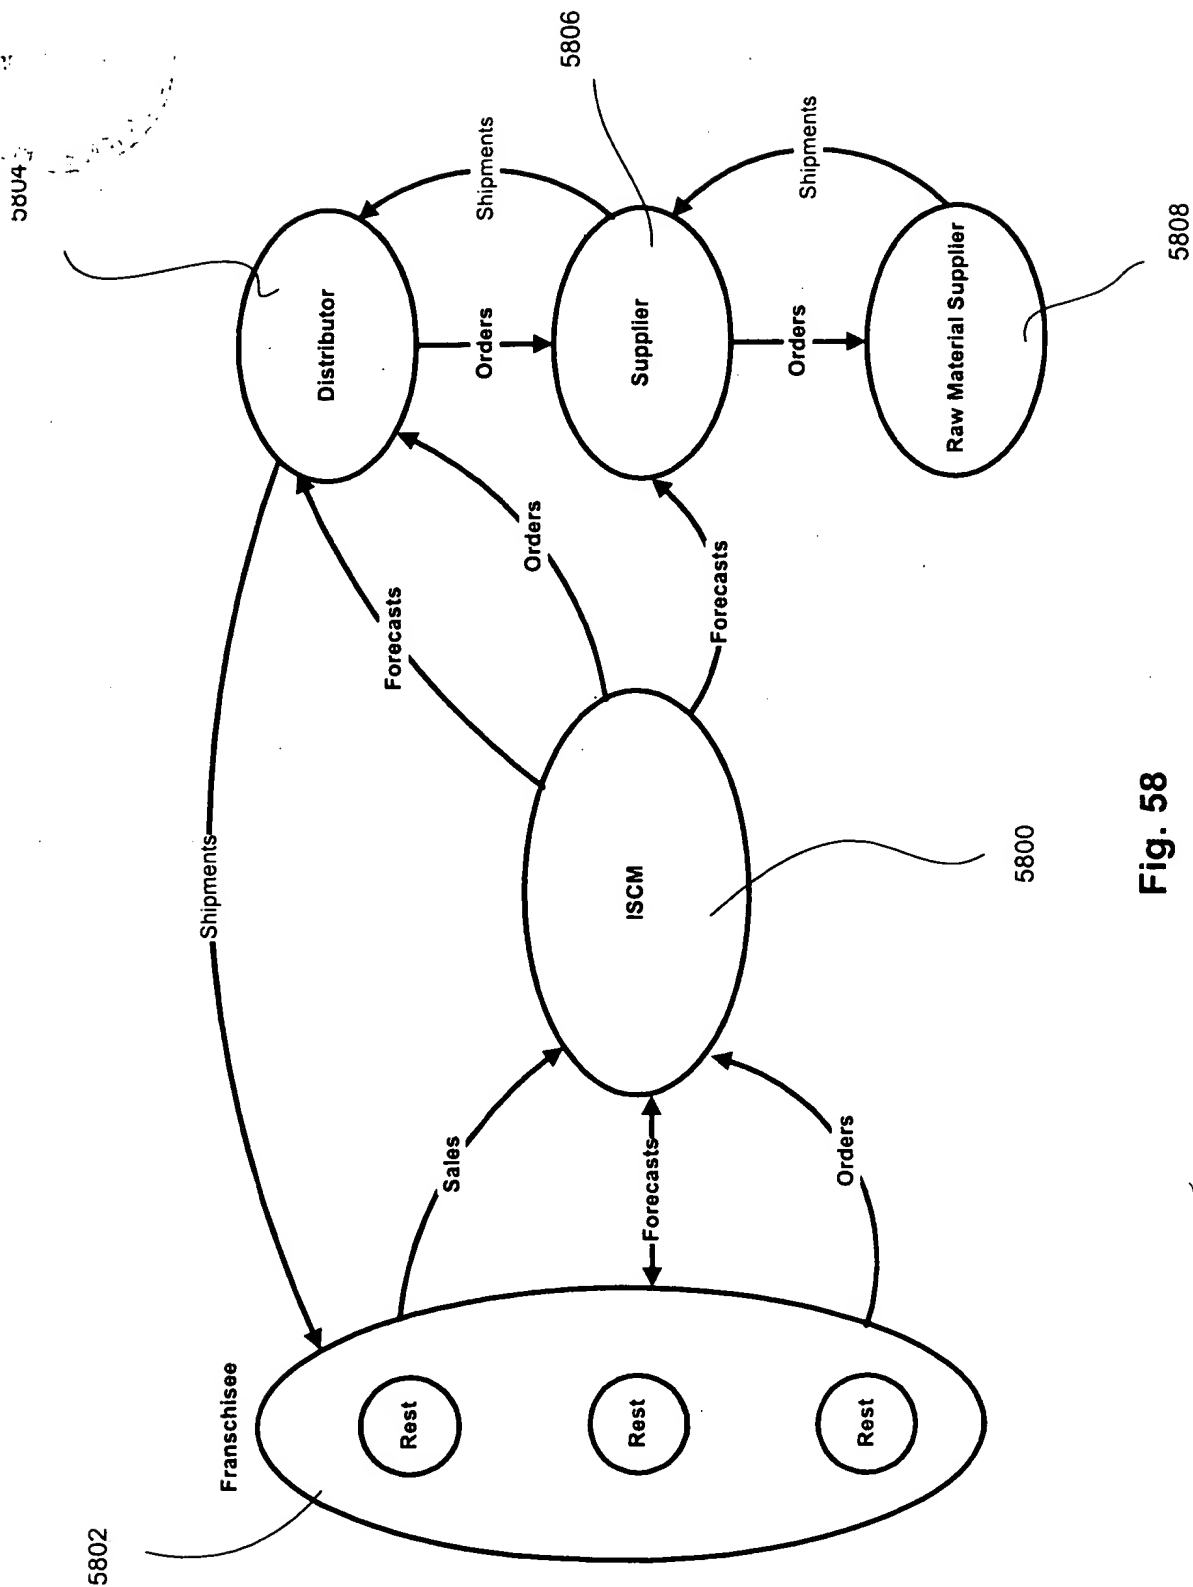 5804
5806
Shipments
Shipments
Distributor
Orders
Supplier
Orders
Raw Material Supplier
5808
Forecasts
Orders
Forecasts
Shipments
ISCM
5800
Sales
Forecasts
Orders
Franschisee
Rest
Rest
Rest
5802
Fig. 58